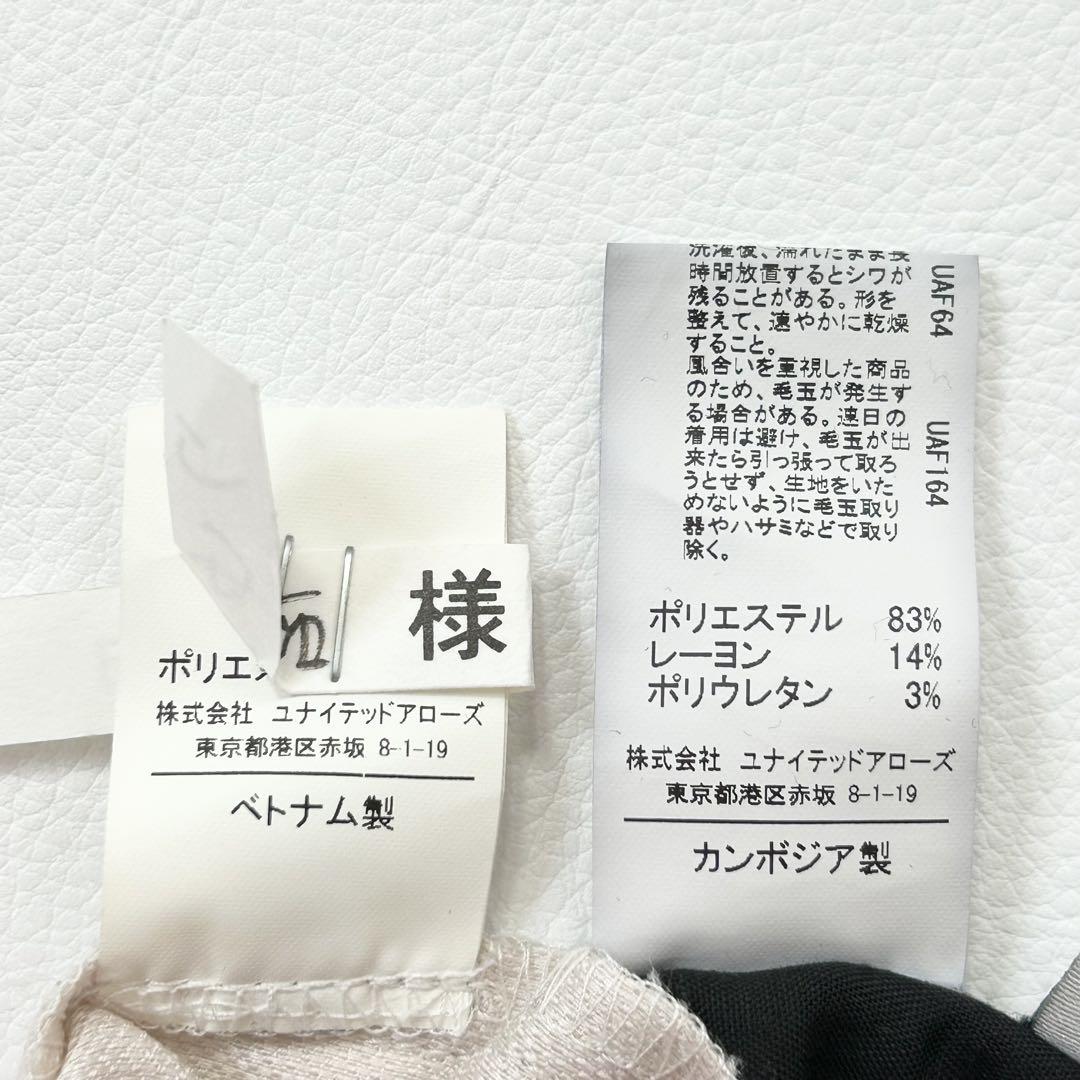 様
ポリエス
株式会社 ユナイテッドアローズ
東京都港区赤坂 8-1-19
ベトナム製
洗濯後、濡れたまま長
時間放置するとシワが
残ることがある。形を
整えて、速やかに乾燥
すること。
風合いを重視した商品
のため、毛玉が発生す
る場合がある。連日の
着用は避け、毛玉が出
来たら引っ張って取ろ
うとせず、生地をいた
めないように毛玉取り
器やハサミなどで取り
除く。
UAF64
UAF164
ポリエステル 83%
レーヨン 14%
ポリウレタン 3%
株式会社 ユナイテッドアローズ
東京都港区赤坂 8-1-19
カンボジア製